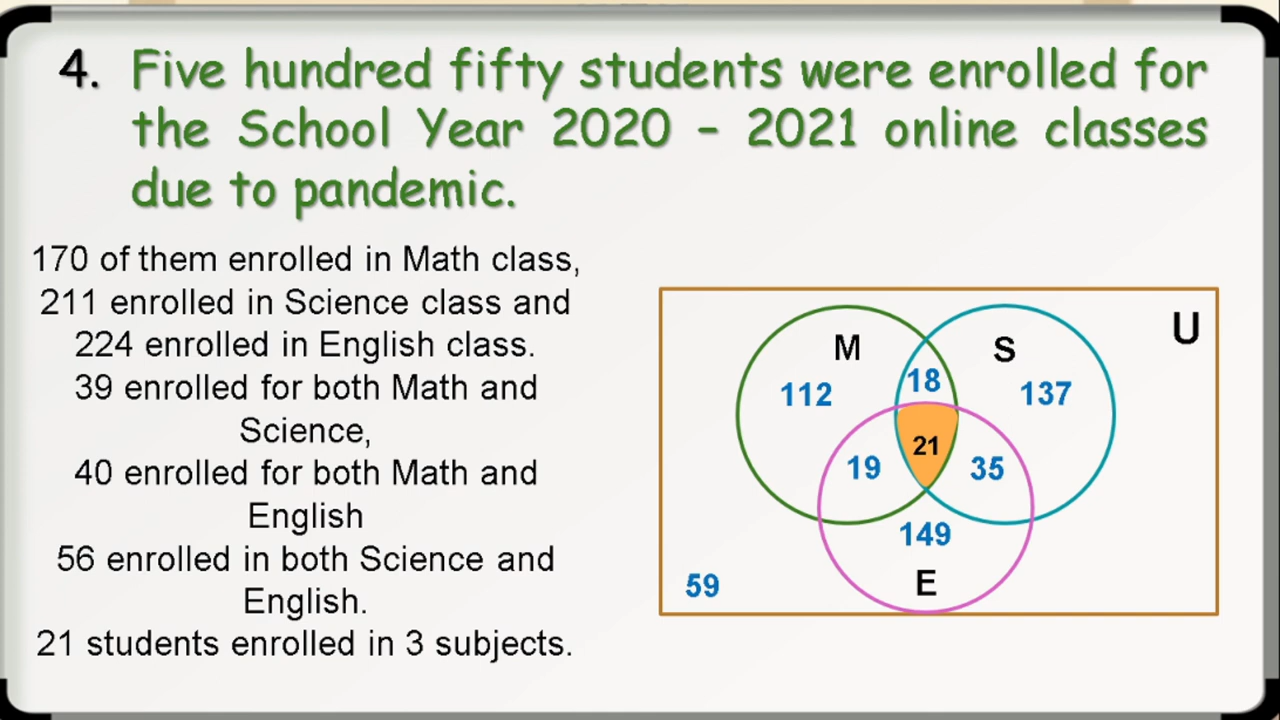 4. Five hundred fifty students were enrolled for
the School Year 2020 – 2021 online classes
due to pandemic.
170 of them enrolled in Math class,
211 enrolled in Science class and
224 enrolled in English class.
39 enrolled for both Math and
Science,
40 enrolled for both Math and
English
56 enrolled in both Science and
English.
21 students enrolled in 3 subjects.
U
M
S
112
18
137
21
19
35
149
E
59